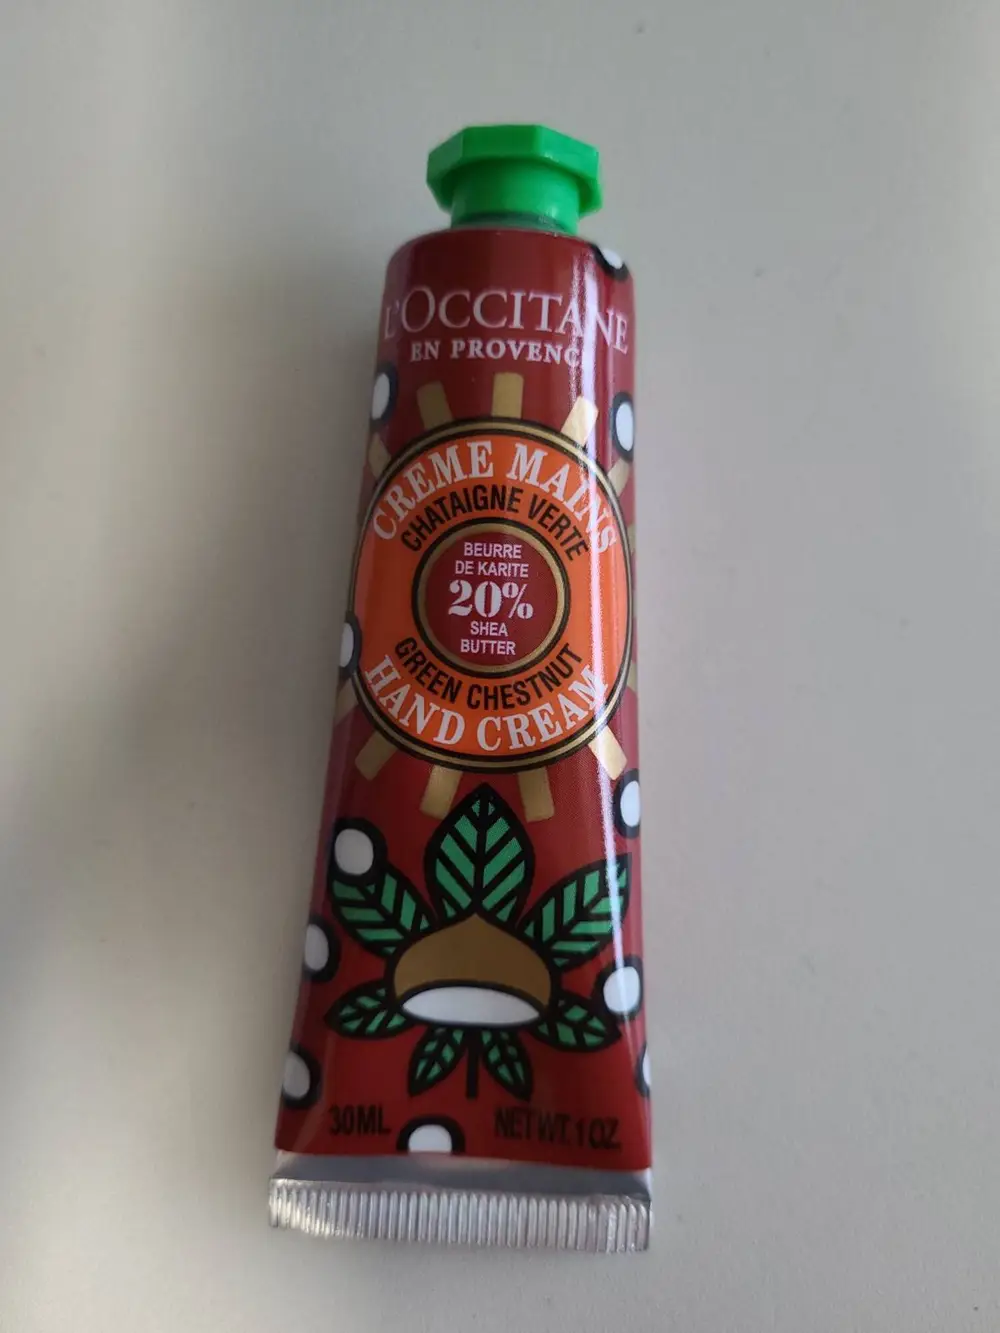 L'OCCITANE
EN PROVENC
CREME MAINS
CHATAIGNE VERTE
BEURRE
DE KARITE
20%
SHEA
BUTTER
GREEN CHESTNUT
HAND CREAM
30ML NET WT. 1 OZ.